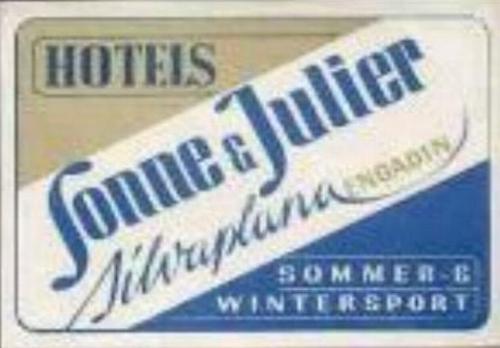 HOTELS
Sonne & Julier
Silvaplana ENGADIN
SOMMER- &
WINTERSPORT